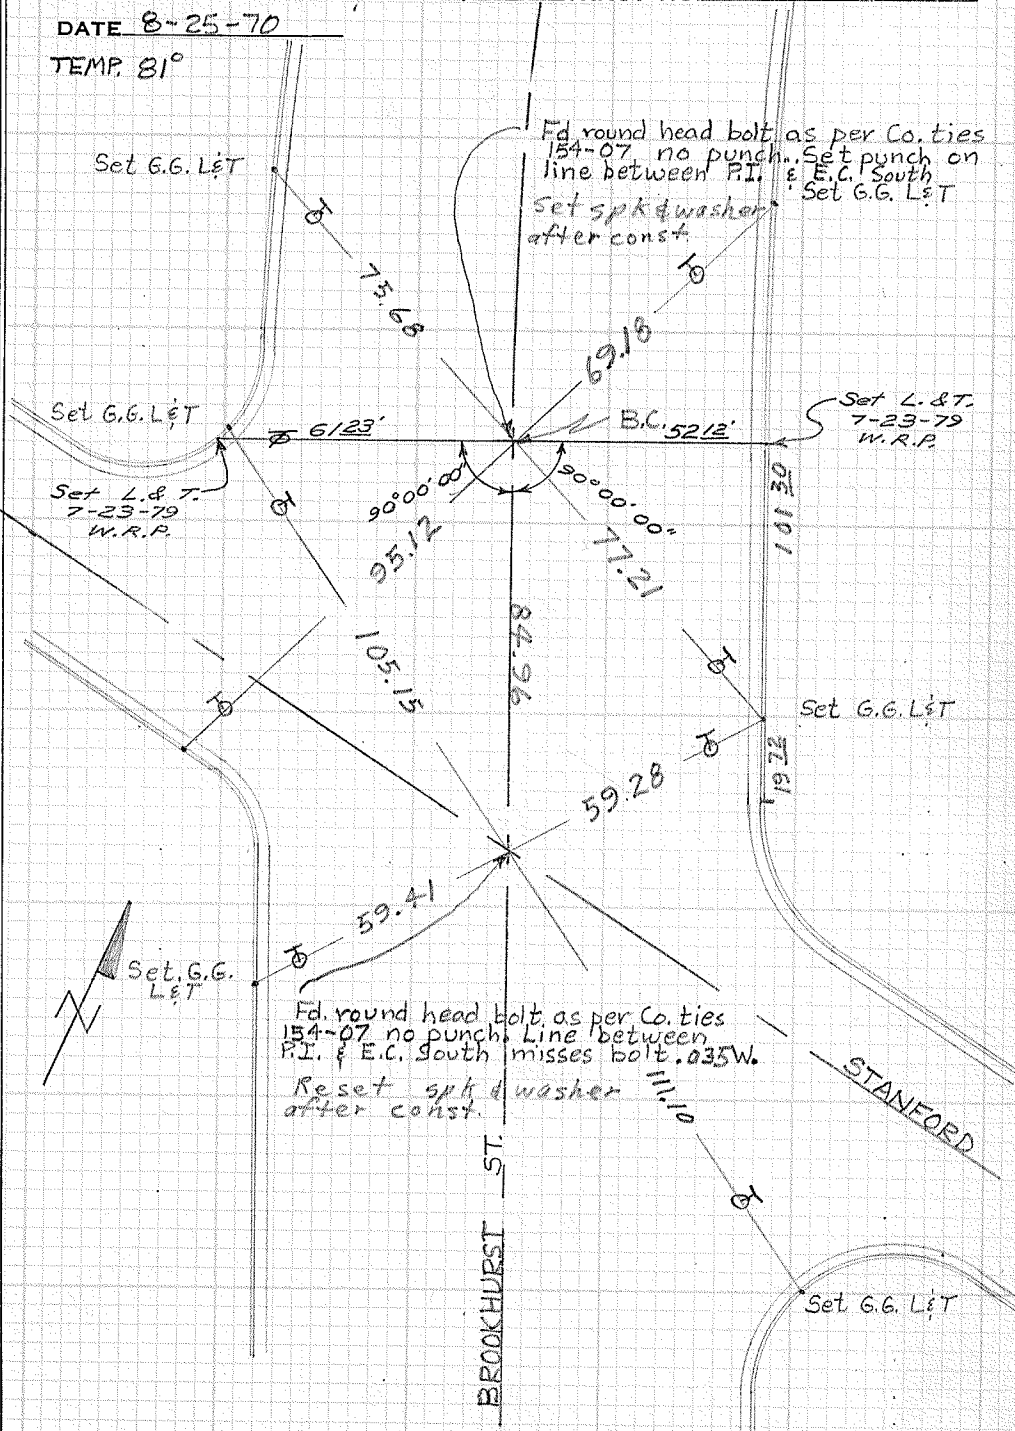 DATE 8-25-70
TEMP. 81°
Fd. round head bolt as per Co. ties
154-07 no punch. Set punch on
line between P.I. & E.C. South
Set G.G. L&T
Set G.G. L&T
Set spk & washer
after const.
75.68
69.18
Set G.G. L&T
61 23'
B.C.
52 12'
Set L. & T.
7-23-79
W.R.P.
Set L. & T.
7-23-79
W.R.P.
90°00'00"
90°00'00"
101 30
95.12
77.21
84.96
105.15
Set G.G. L&T
19 72
59.28
59.41
N
Set G.G.
L&T
Fd. round head bolt as per Co. ties
154-07 no punch. Line between
P.I. & E.C. South misses bolt .035W.
Reset spk & washer
after const.
111.10
STANFORD
BROOKHURST ST.
Set G.G. L&T